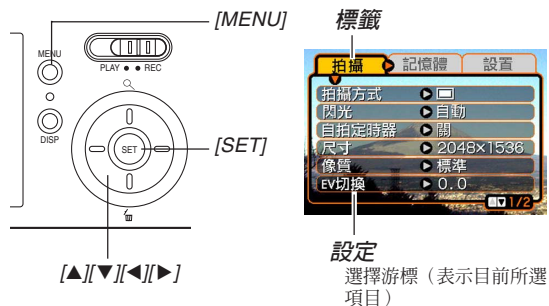 [MENU]
MENU
PLAY • • REC
DISP
SET
[SET]
[▲][▼][◀][▶]
標籤
拍攝 記憶體 設置
拍攝方式
閃光 自動
自拍定時器 關
尺寸 2048×1536
像質 標準
EV切換 0.0
1/2
設定
選擇游標（表示目前所選
項目）